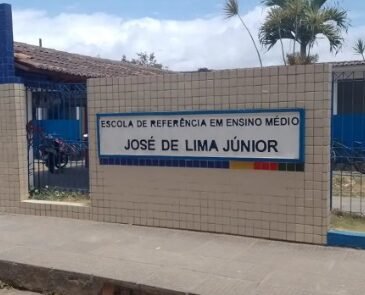 ESCOLA DE REFERÊNCIA EM ENSINO MÉDIO
JOSÉ DE LIMA JÚNIOR